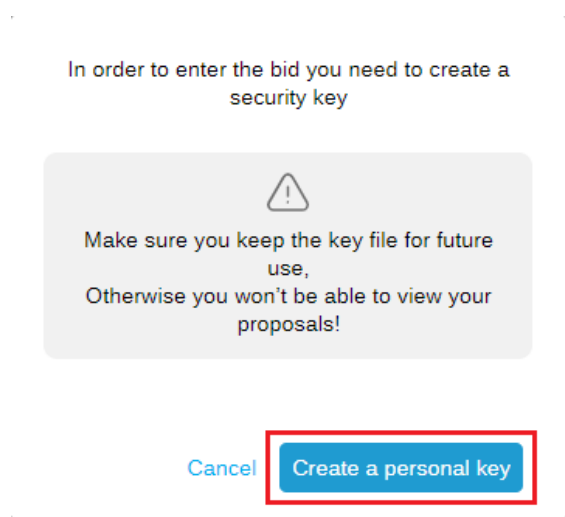 In order to enter the bid you need to create a
security key
Make sure you keep the key file for future
use,
Otherwise you won't be able to view your
proposals!
Cancel
Create a personal key